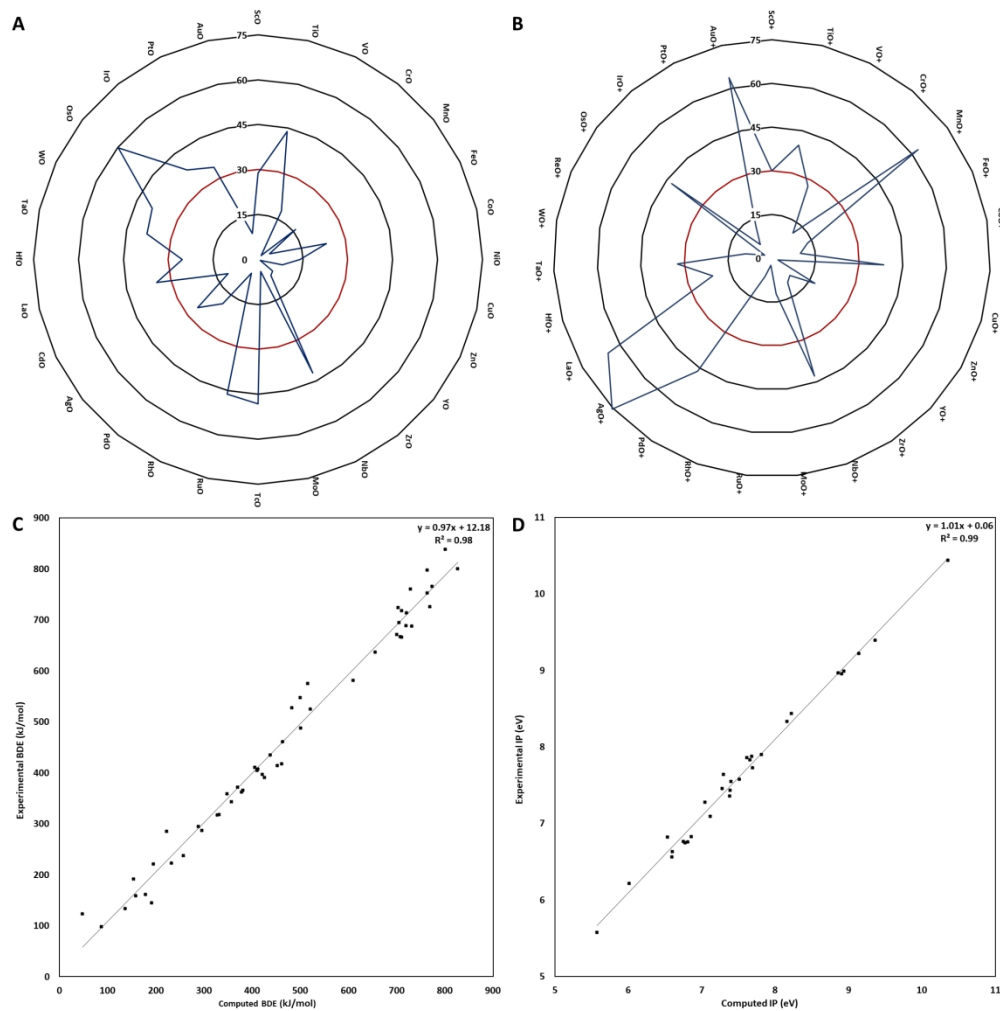 A
ScO
TiO
VO
CrO
MnO
FeO
CoO
NiO
CuO
ZnO
YO
ZrO
NbO
MoO
TcO
RuO
RhO
PdO
AgO
CdO
LaO
HfO
TaO
WO
OsO
IrO
PtO
AuO
75
60
45
30
15
0
B
ScO+
TiO+
VO+
CrO+
MnO+
FeO+
CuO+
ZnO+
YO+
ZrO+
NbO+
MoO+
RuO+
RhO+
PdO+
AgO+
LaO+
HfO+
TaO+
WO+
ReO+
OsO+
IrO+
PtO+
AuO+
75
60
45
30
15
0
C
y = 0.97x + 12.18
R² = 0.98
Experimental BDE (kJ/mol)
900
800
700
600
500
400
300
200
100
0
0 100 200 300 400 500 600 700 800 900
Computed BDE (kJ/mol)
D
y = 1.01x + 0.06
R² = 0.99
Experimental IP (eV)
11
10
9
8
7
6
5
5 6 7 8 9 10 11
Computed IP (eV)